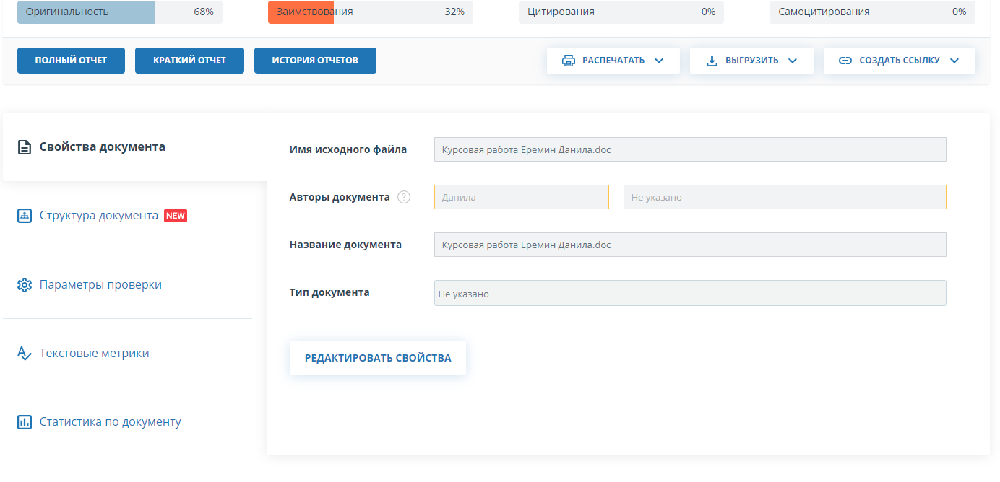 Оригинальность 68% Заимствования 32% Цитирования 0% Самоцитирования 0%
ПОЛНЫЙ ОТЧЕТ КРАТКИЙ ОТЧЕТ ИСТОРИЯ ОТЧЕТОВ РАСПЕЧАТАТЬ ВЫГРУЗИТЬ СОЗДАТЬ ССЫЛКУ
Свойства документа
Структура документа NEW
Параметры проверки
Текстовые метрики
Статистика по документу
Имя исходного файла Курсовая работа Еремин Данила.doc
Авторы документа ? Данила Не указано
Название документа Курсовая работа Еремин Данила.doc
Тип документа Не указано
РЕДАКТИРОВАТЬ СВОЙСТВА